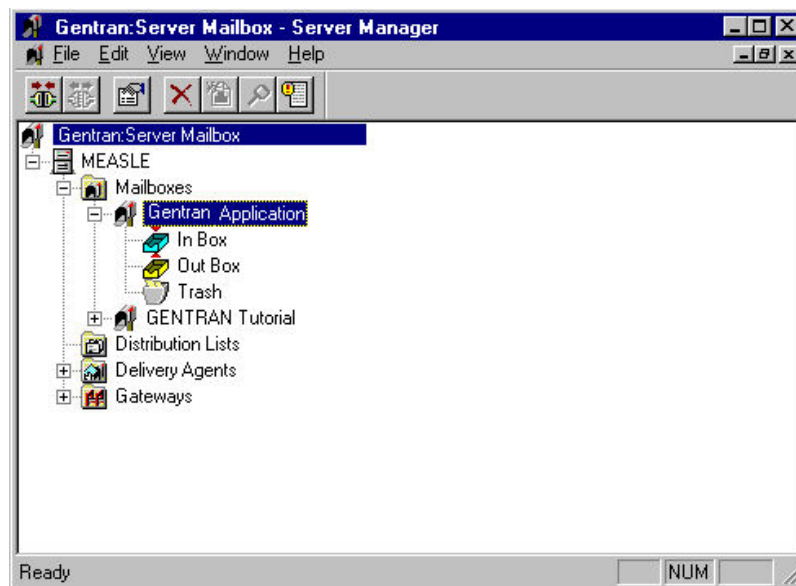 Gentran:Server Mailbox - Server Manager
File Edit View Window Help
Gentran:Server Mailbox
MEASLE
Mailboxes
Gentran Application
In Box
Out Box
Trash
GENTRAN Tutorial
Distribution Lists
Delivery Agents
Gateways
Ready NUM